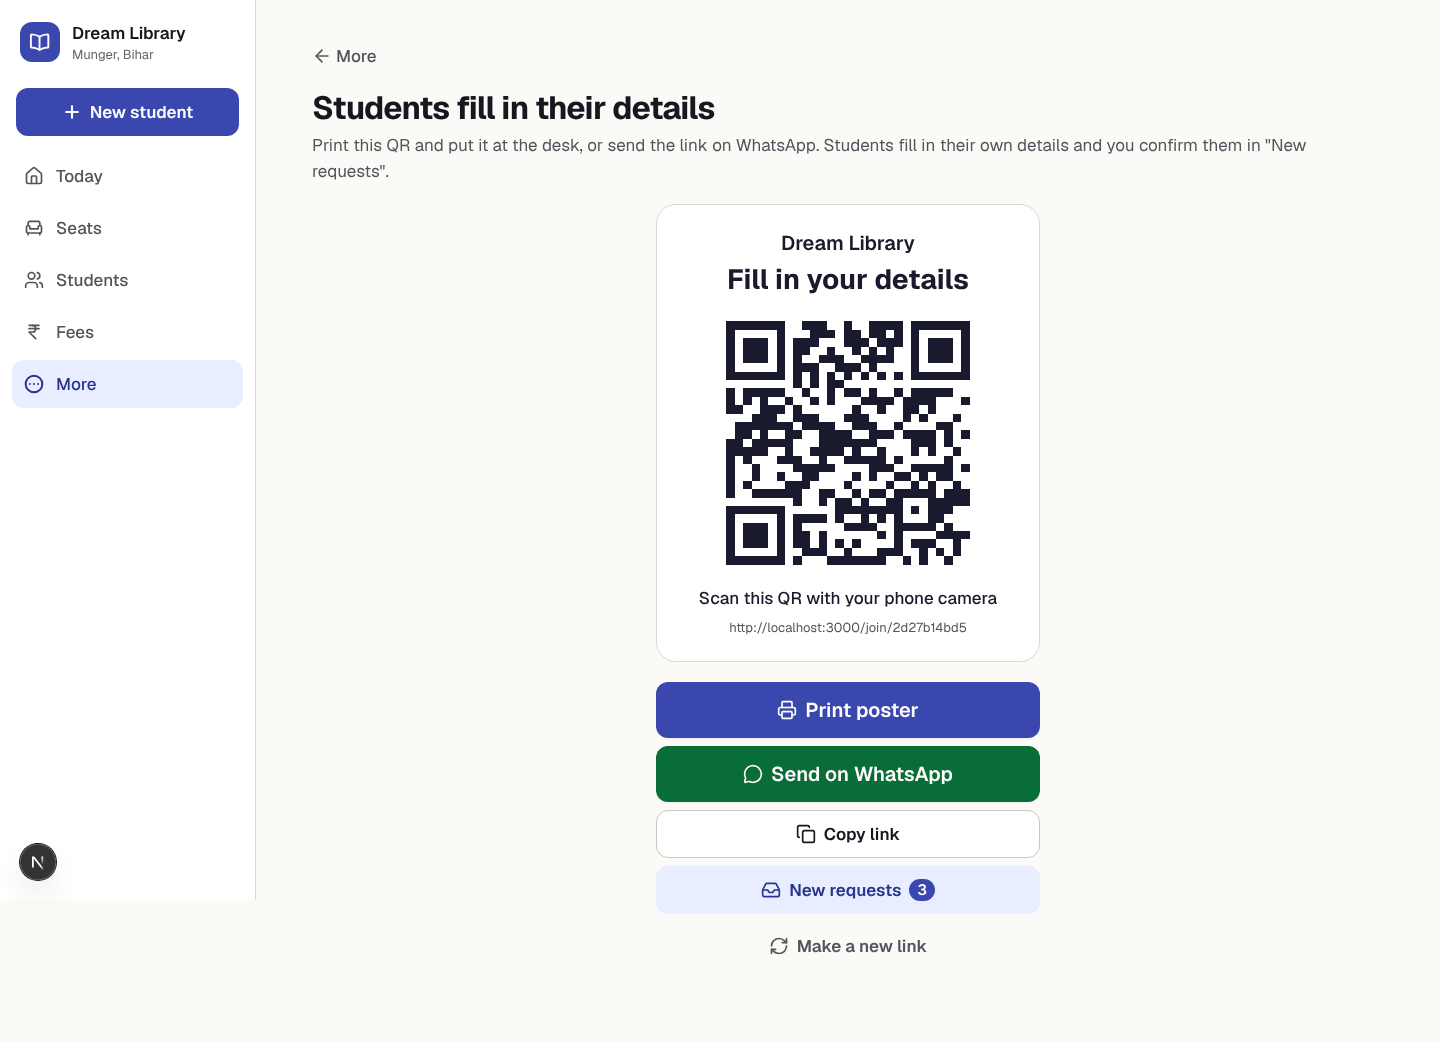 Dream Library
Munger, Bihar
New student
Today
Seats
Students
₹ Fees
More
More
Students fill in their details
Print this QR and put it at the desk, or send the link on WhatsApp. Students fill in their own details and you confirm them in "New
requests".
Dream Library
Fill in your details
Scan this QR with your phone camera
http://localhost:3000/join/2d27b14bd5
Print poster
Send on WhatsApp
Copy link
New requests 3
Make a new link
N